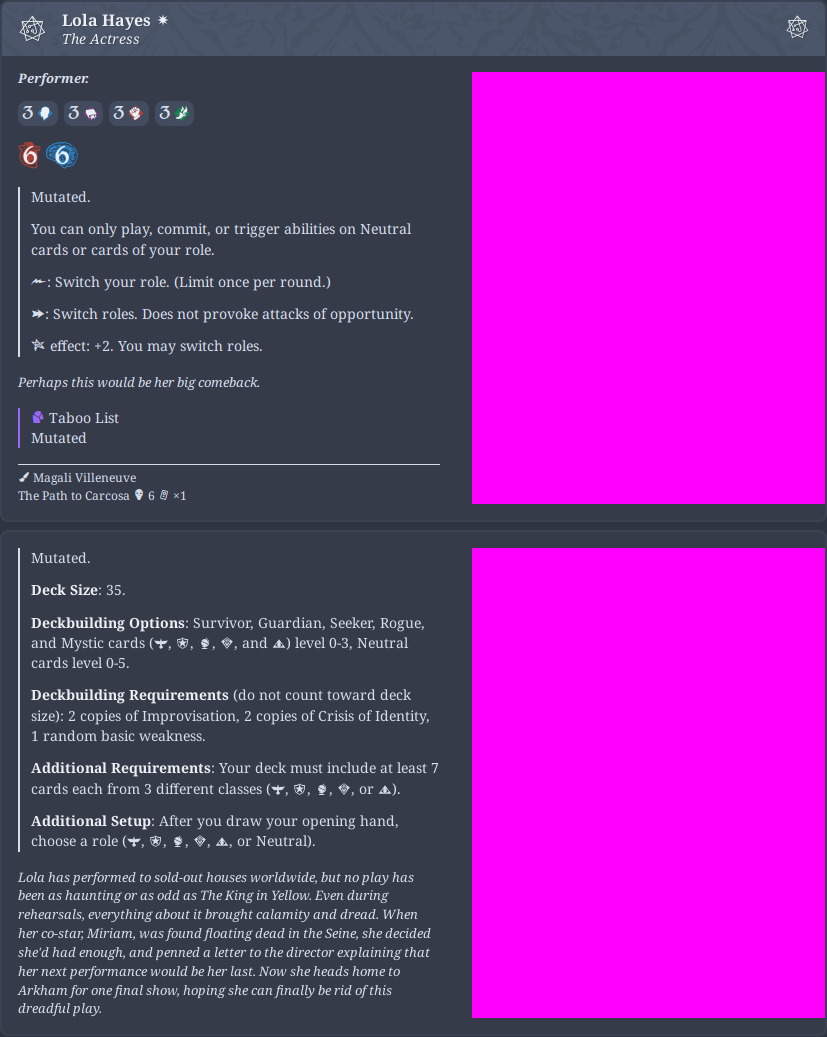 Lola Hayes
The Actress
Performer.
3 3 3 3
6 6
Mutated.
You can only play, commit, or trigger abilities on Neutral
cards or cards of your role.
: Switch your role. (Limit once per round.)
: Switch roles. Does not provoke attacks of opportunity.
effect: +2. You may switch roles.
Perhaps this would be her big comeback.
Taboo List
Mutated
Magali Villeneuve
The Path to Carcosa 6 ×1
Mutated.
Deck Size: 35.
Deckbuilding Options: Survivor, Guardian, Seeker, Rogue,
and Mystic cards ( , , , , and ) level 0-3, Neutral
cards level 0-5.
Deckbuilding Requirements (do not count toward deck
size): 2 copies of Improvisation, 2 copies of Crisis of Identity,
1 random basic weakness.
Additional Requirements: Your deck must include at least 7
cards each from 3 different classes ( , , , , or ).
Additional Setup: After you draw your opening hand,
choose a role ( , , , , , or Neutral).
Lola has performed to sold-out houses worldwide, but no play has
been as haunting or as odd as The King in Yellow. Even during
rehearsals, everything about it brought calamity and dread. When
her co-star, Miriam, was found floating dead in the Seine, she decided
she'd had enough, and penned a letter to the director explaining that
her next performance would be her last. Now she heads home to
Arkham for one final show, hoping she can finally be rid of this
dreadful play.